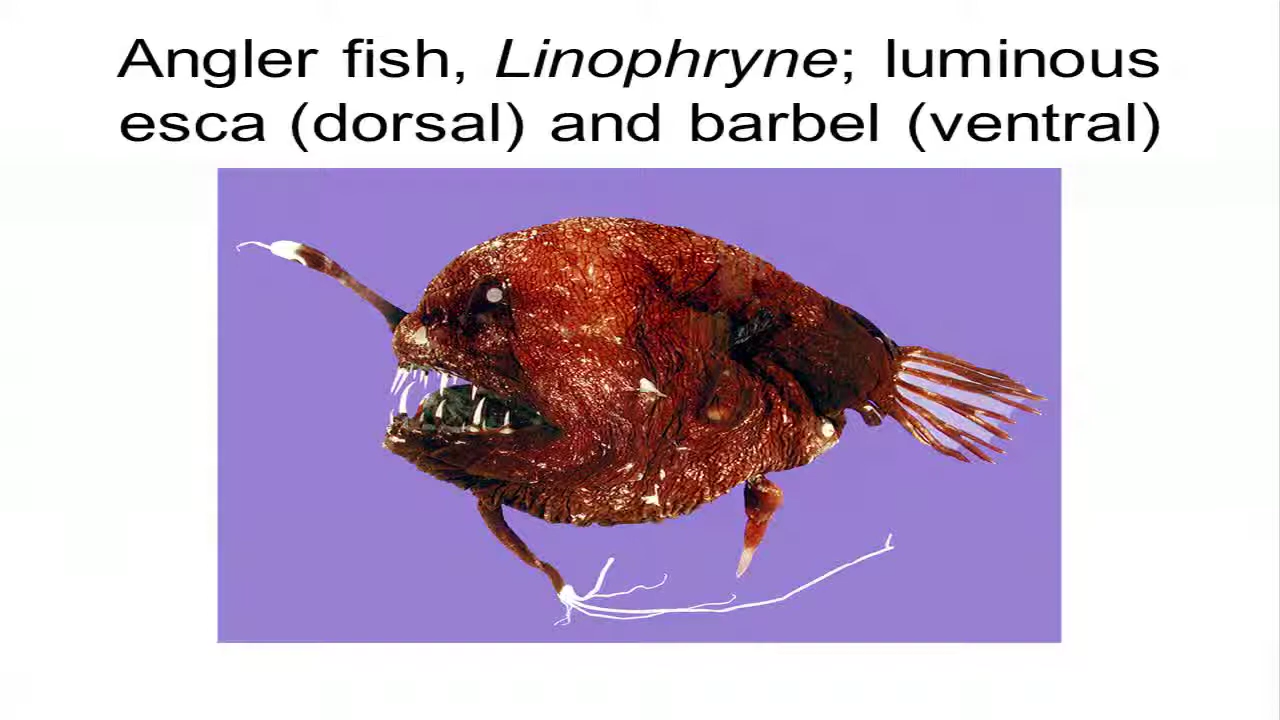 Angler fish, Linophryne; luminous
esca (dorsal) and barbel (ventral)